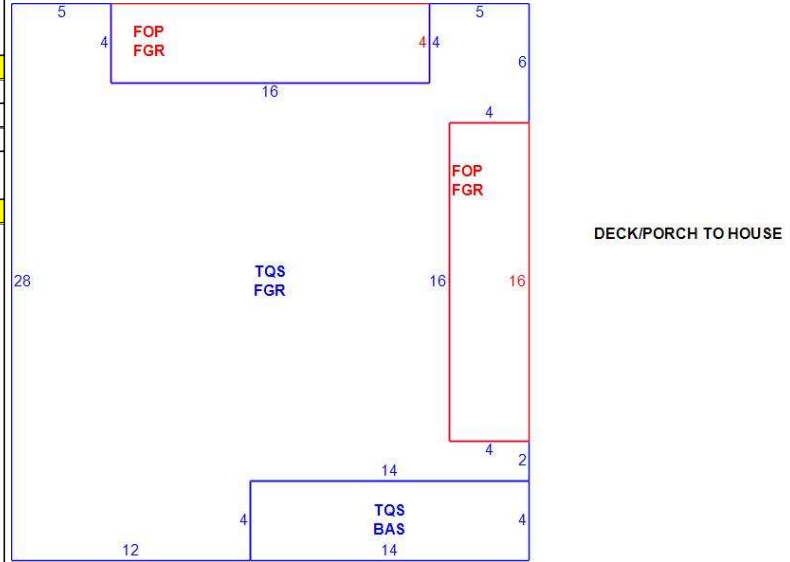 5
5
FOP
FGR
4
4 4
6
16
4
FOP
FGR
DECK/PORCH TO HOUSE
TQS
FGR
28
16
16
4
2
14
TQS
BAS
4
4
12
14